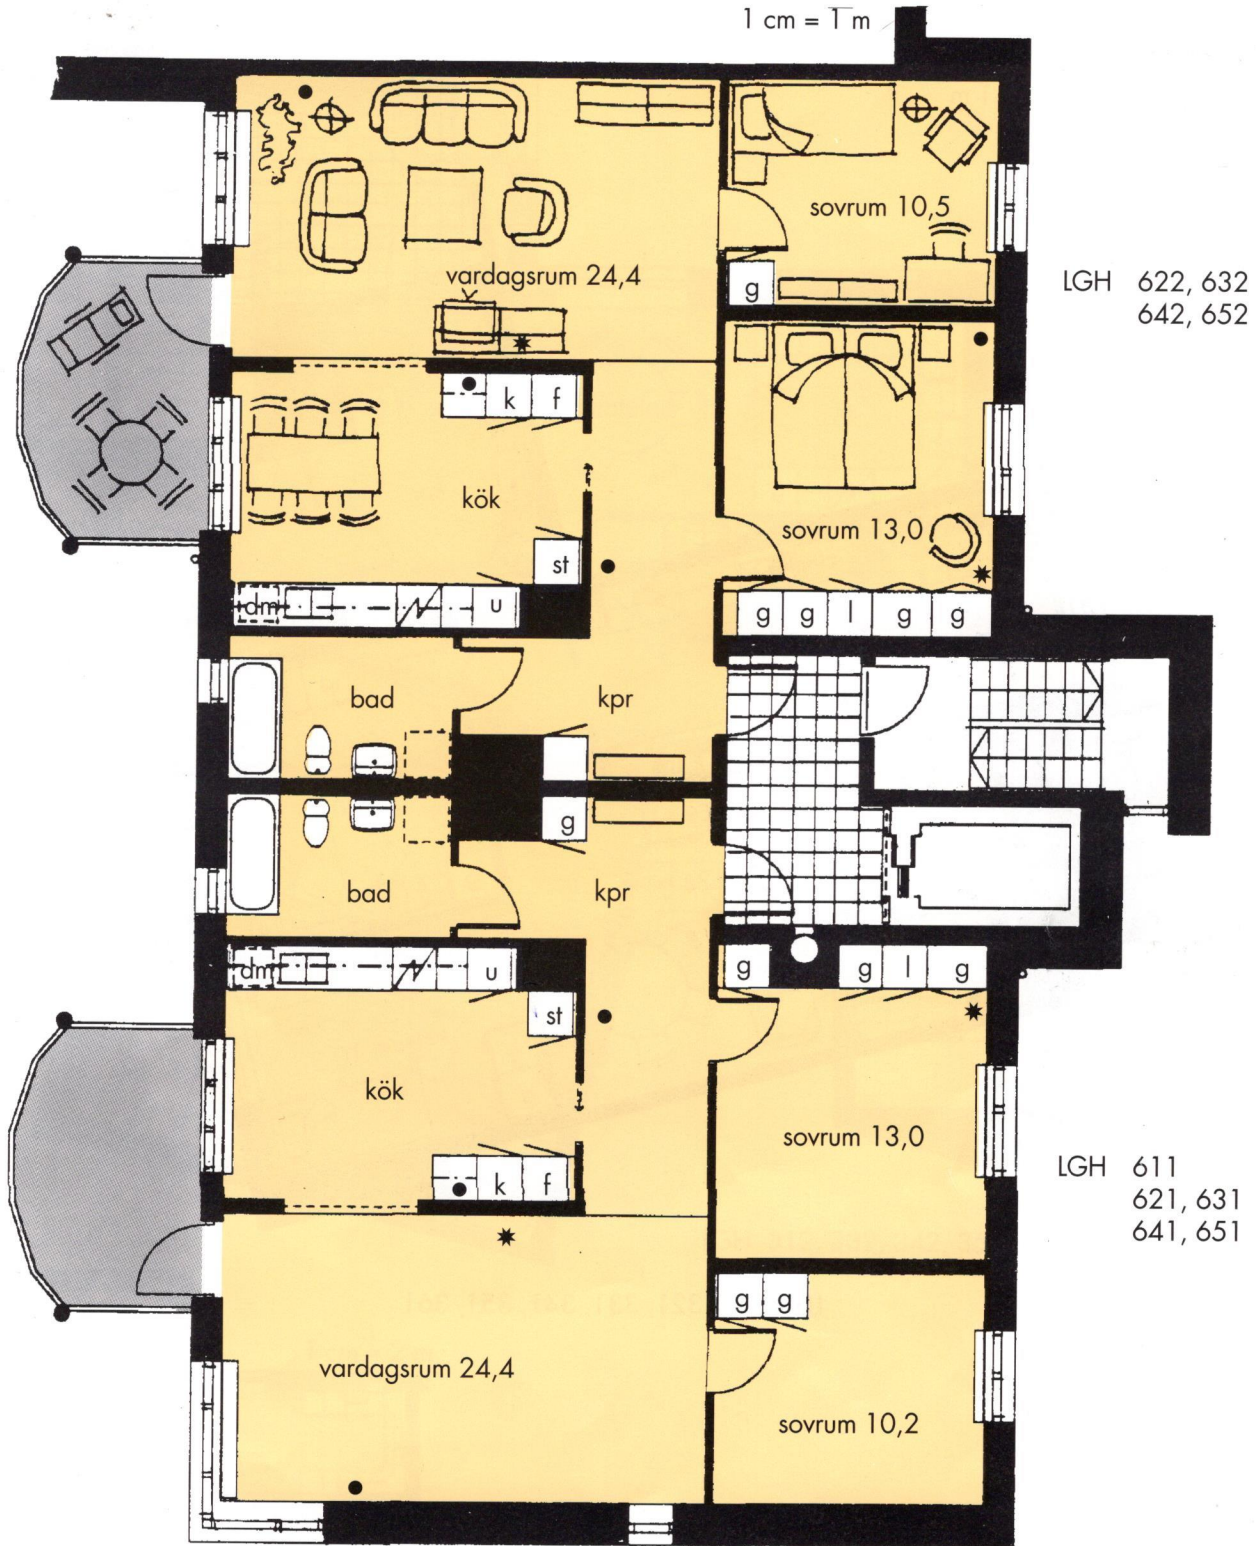 1 cm = 1 m
sovrum 10,5
vardagsrum 24,4
g
LGH 622, 632
642, 652
k f
kök
sovrum 13,0
st
dm u
g g l g g
bad
kpr
g
bad
kpr
dm u
g g l g
st
kök
sovrum 13,0
k f
LGH 611
621, 631
641, 651
g g
vardagsrum 24,4
sovrum 10,2